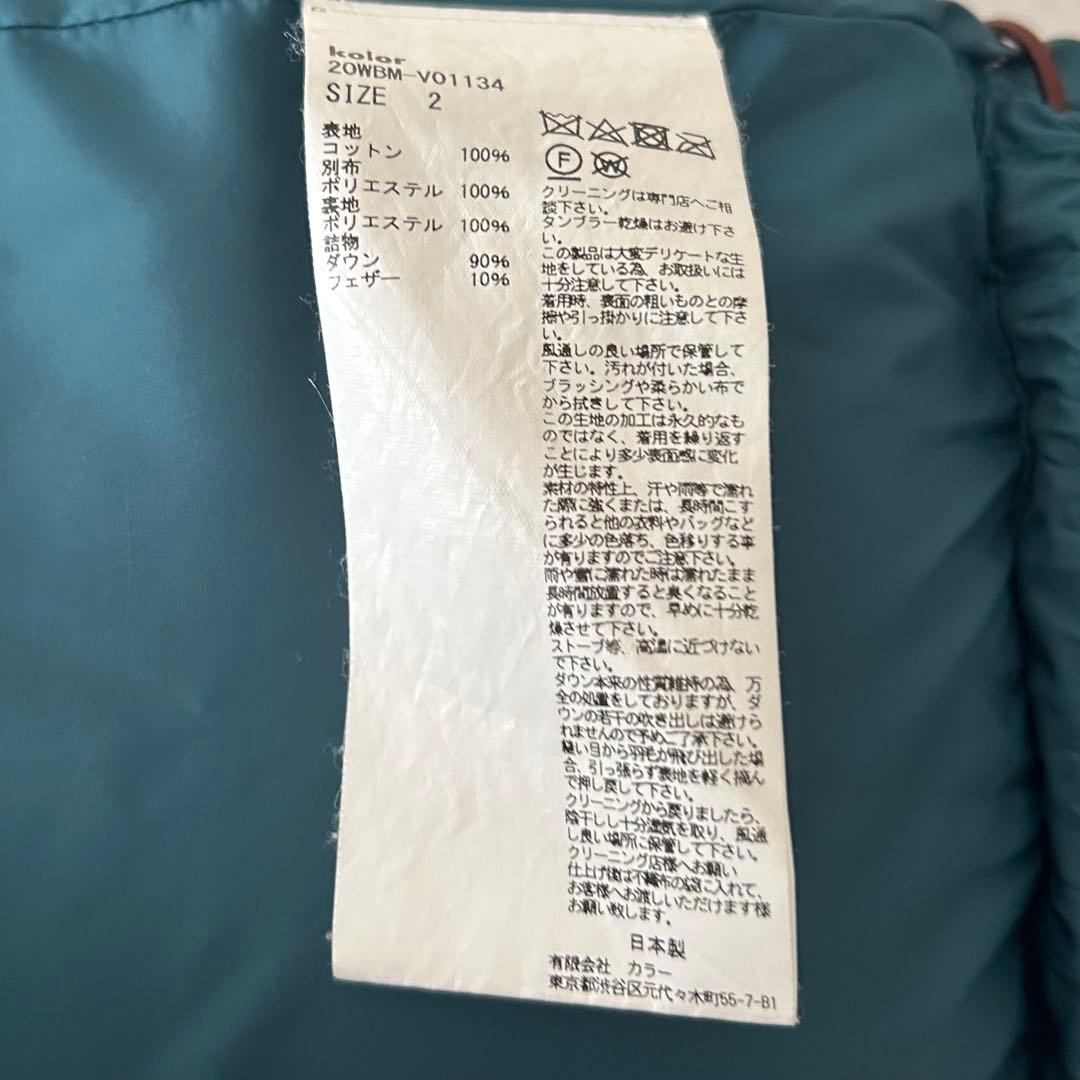 kolor
20WBM-V01134
SIZE 2
表地
コットン 100%
別布
ポリエステル 100%
裏地
ポリエステル 100%
詰物
ダウン 90%
フェザー 10%
F
W
クリーニングは専門店へご相
談下さい。
タンブラー乾燥はお避け下さ
い。
この製品は大変デリケートな生
地をしている為、お取扱いには
十分注意して下さい。
着用時、表面の粗いものとの摩
擦や引っ掛かりに注意して下さ
い。
風通しの良い場所で保管して
下さい。汚れが付いた場合、
ブラッシングや柔らかい布で
から拭きして下さい。
この生地の加工は永久的なも
のではなく、着用を繰り返す
ことにより多少表面感に変化
が生じます。
素材の特性上、汗や雨等で濡れ
た際に強くまたは、長時間こす
られると他の衣料やバッグなど
に多少の色落ち、色移りする事
が有りますのでご注意下さい。
雨や雪に濡れた時は濡れたまま
長時間放置すると臭くなること
が有りますので、早めに十分乾
燥させて下さい。
ストーブ等、高温に近づけない
で下さい。
ダウン本来の性質維持の為、万
全の処置をしておりますが、ダ
ウンの若干の吹き出しは避けら
れませんので予めご了承下さい。
縫い目から羽毛が飛び出した場
合、引っ張らず表地を軽く摘ん
で押し戻して下さい。
クリーニングから戻りましたら、
陰干しし十分湿気を取り、風通
し良い場所に保管して下さい。
クリーニング店様へお願い
仕上げ後は不織布の袋に入れて、
お客様へお渡しいただけます様
お願い致します。
日本製
有限会社 カラー
東京都渋谷区元代々木町55-7-B1